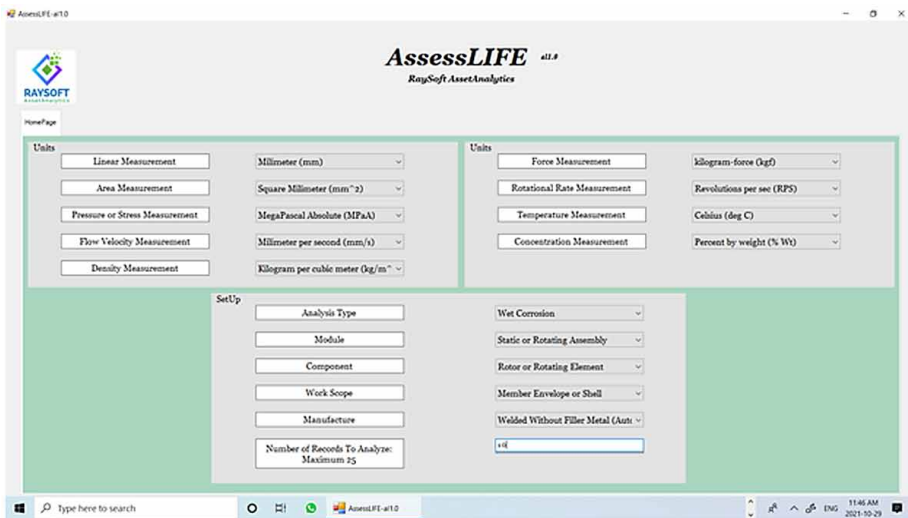 AssessLIFE-al1.0
AssessLIFE al1.0
RaySoft AssetAnalytics
RAYSOFT
AssetAnalytics
HomePage
Units
Linear Measurement Milimeter (mm)
Area Measurement Square Milimeter (mm^2)
Pressure or Stress Measurement MegaPascal Absolute (MPaA)
Flow Velocity Measurement Milimeter per second (mm/s)
Density Measurement Kilogram per cubic meter (kg/m^
Units
Force Measurement kilogram-force (kgf)
Rotational Rate Measurement Revolutions per sec (RPS)
Temperature Measurement Celsius (deg C)
Concentration Measurement Percent by weight (% Wt)
SetUp
Analysis Type Wet Corrosion
Module Static or Rotating Assembly
Component Rotor or Rotating Element
Work Scope Member Envelope or Shell
Manufacture Welded Without Filler Metal (Auto
Number of Records To Analyze:
Maximum 25
Type here to search
AssessLIFE-al1.0
ENG
11:46 AM
2021-10-29